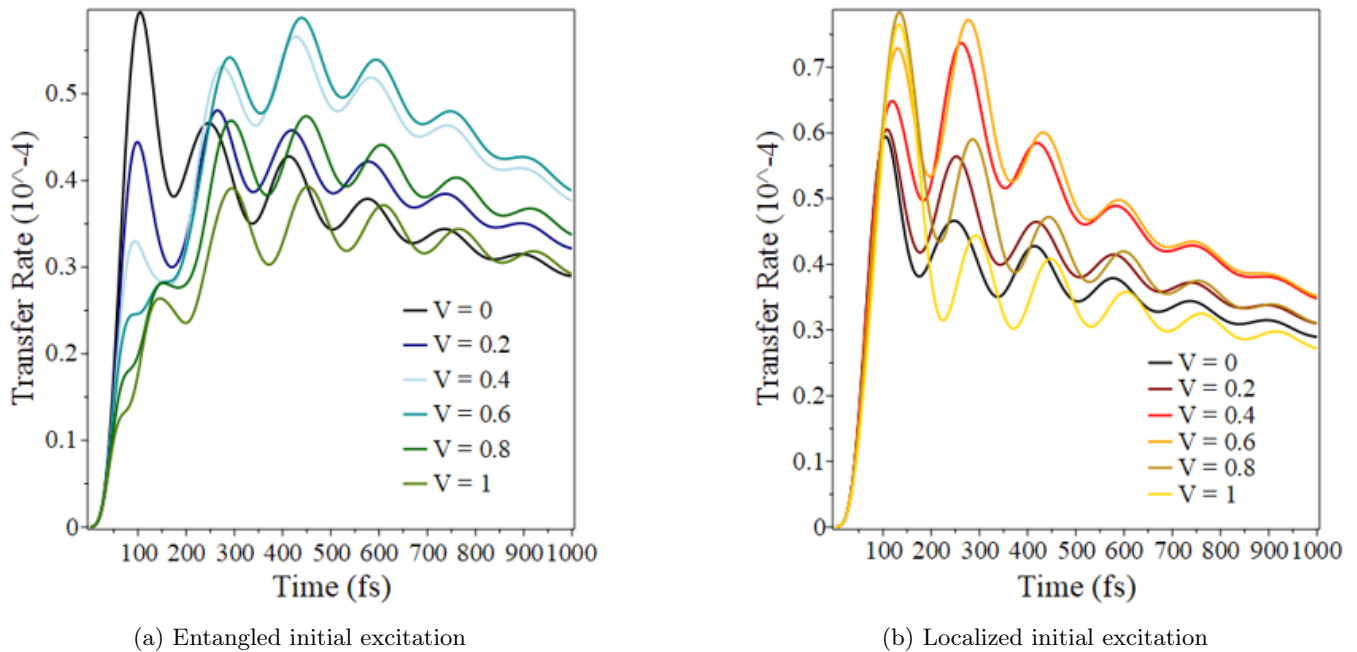 Transfer Rate (10^-4)
0.5
0.4
0.3
0.2
0.1
0
V = 0
V = 0.2
V = 0.4
V = 0.6
V = 0.8
V = 1
100 200 300 400 500 600 700 800 900 1000
Time (fs)
(a) Entangled initial excitation
Transfer Rate (10^-4)
0.7
0.6
0.5
0.4
0.3
0.2
0.1
0
V = 0
V = 0.2
V = 0.4
V = 0.6
V = 0.8
V = 1
100 200 300 400 500 600 700 800 900 1000
Time (fs)
(b) Localized initial excitation